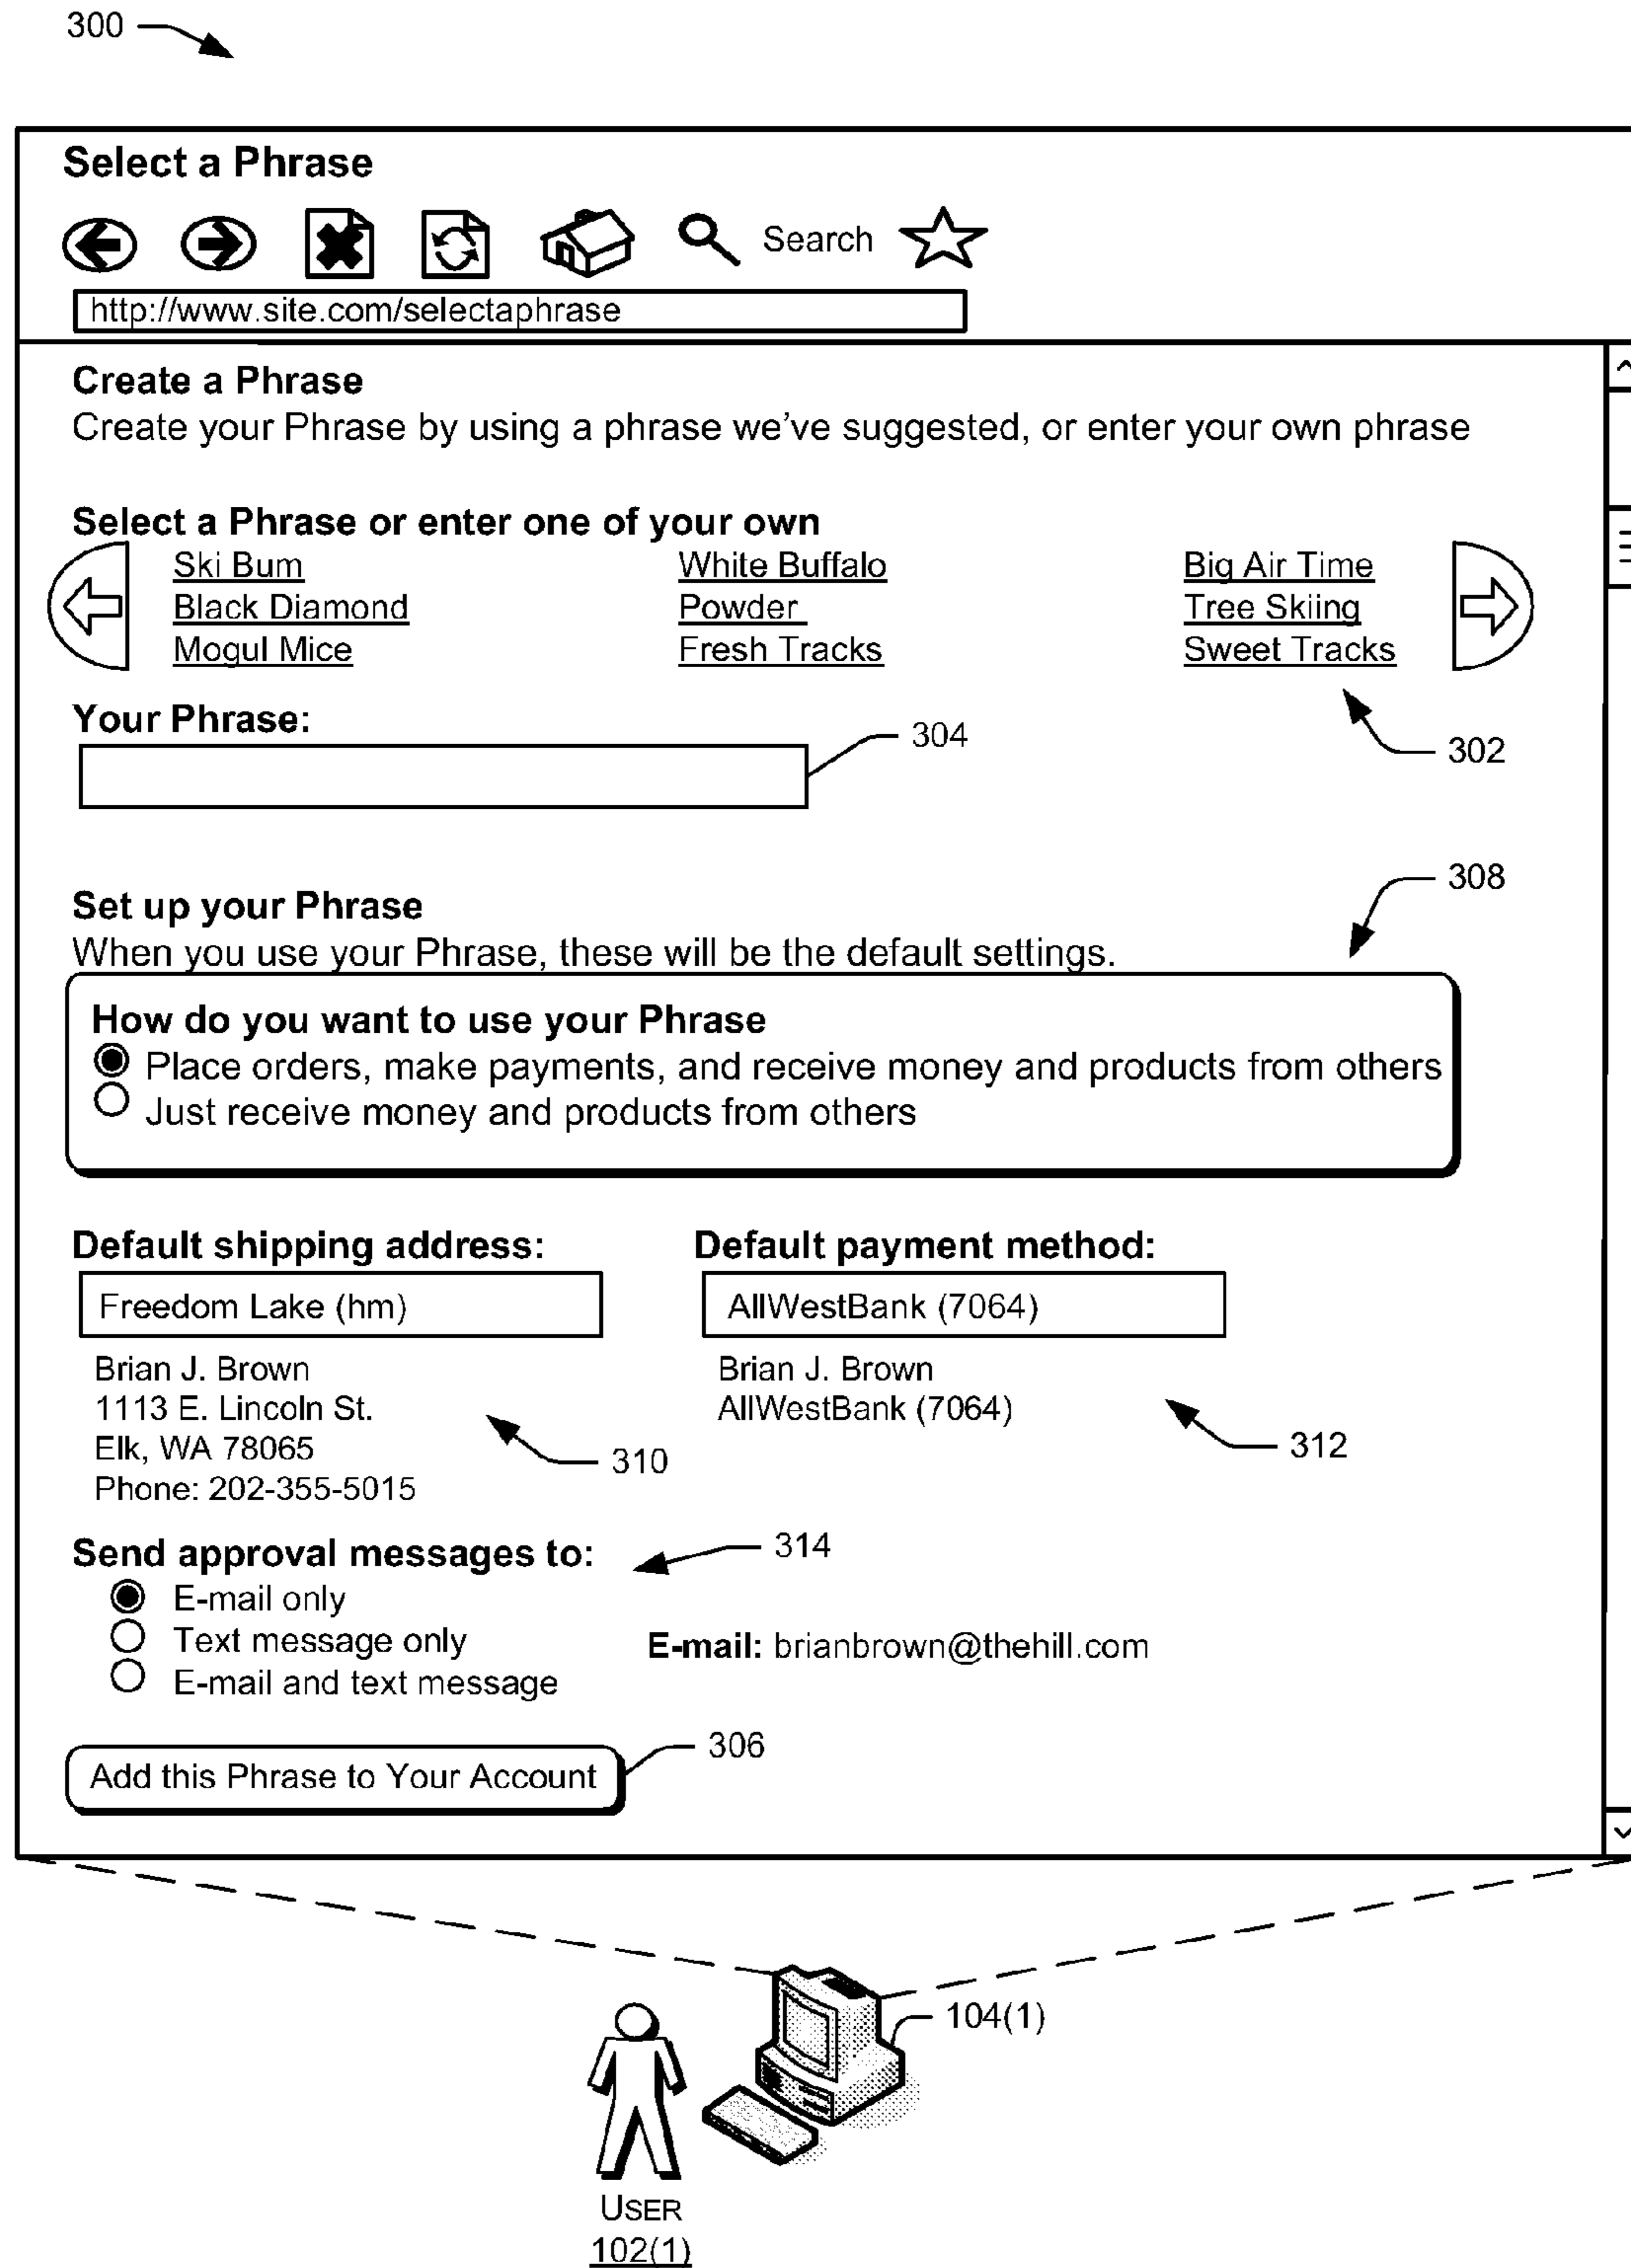 300
Select a Phrase
Search
http://www.site.com/selectaphrase
Create a Phrase
Create your Phrase by using a phrase we've suggested, or enter your own phrase
Select a Phrase or enter one of your own
Ski Bum White Buffalo Big Air Time
Black Diamond Powder Tree Skiing
Mogul Mice Fresh Tracks Sweet Tracks
302
Your Phrase:
304
308
Set up your Phrase
When you use your Phrase, these will be the default settings.
How do you want to use your Phrase
Place orders, make payments, and receive money and products from others
Just receive money and products from others
Default shipping address: Default payment method:
Freedom Lake (hm) AllWestBank (7064)
Brian J. Brown Brian J. Brown
1113 E. Lincoln St. AllWestBank (7064)
Elk, WA 78065
Phone: 202-355-5015
310
312
Send approval messages to:
314
E-mail only
Text message only
E-mail and text message
E-mail: brianbrown@thehill.com
306
Add this Phrase to Your Account
104(1)
USER
102(1)